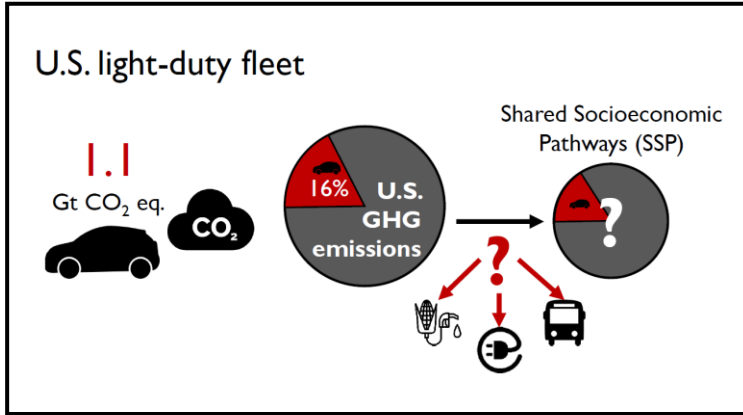 U.S. light-duty fleet
1.1
Gt CO₂ eq.
CO₂
16%
U.S.
GHG
emissions
?
Shared Socioeconomic
Pathways (SSP)
?